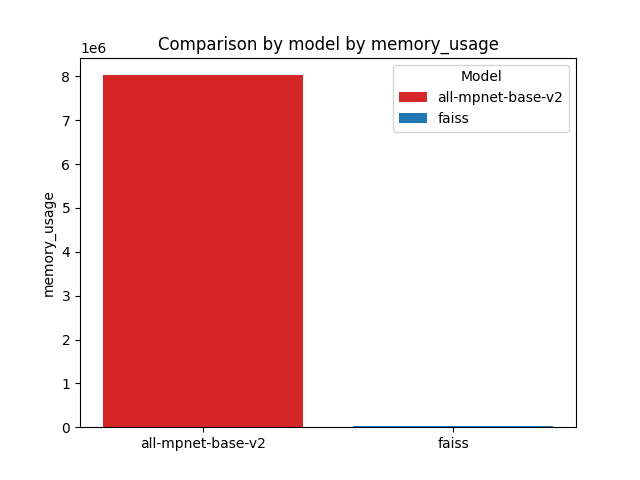 Comparison by model by memory_usage
1e6
Model
all-mpnet-base-v2
faiss
8
7
6
5
4
3
2
1
0
memory_usage
all-mpnet-base-v2
faiss